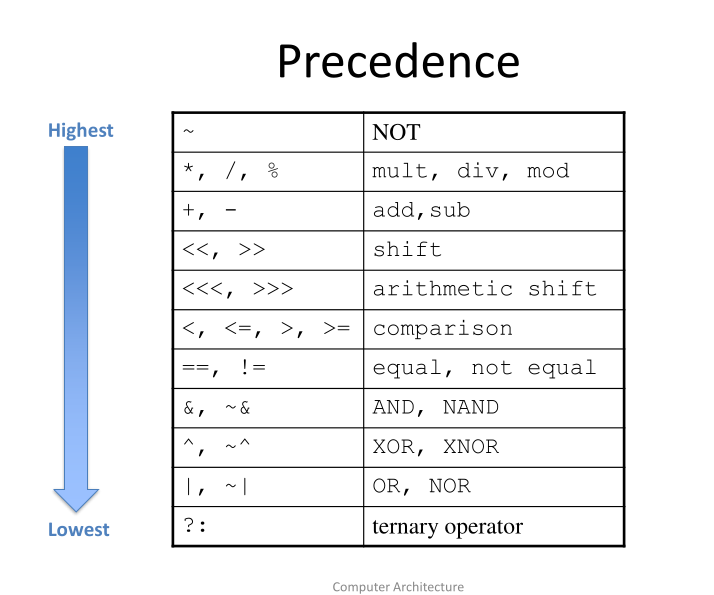 Precedence
Highest
~ NOT
*, /, % mult, div, mod
+, - add,sub
<<, >> shift
<<<, >>> arithmetic shift
<, <=, >, >= comparison
==, != equal, not equal
&, ~& AND, NAND
^, ~^ XOR, XNOR
|, ~| OR, NOR
?: ternary operator
Lowest
Computer Architecture